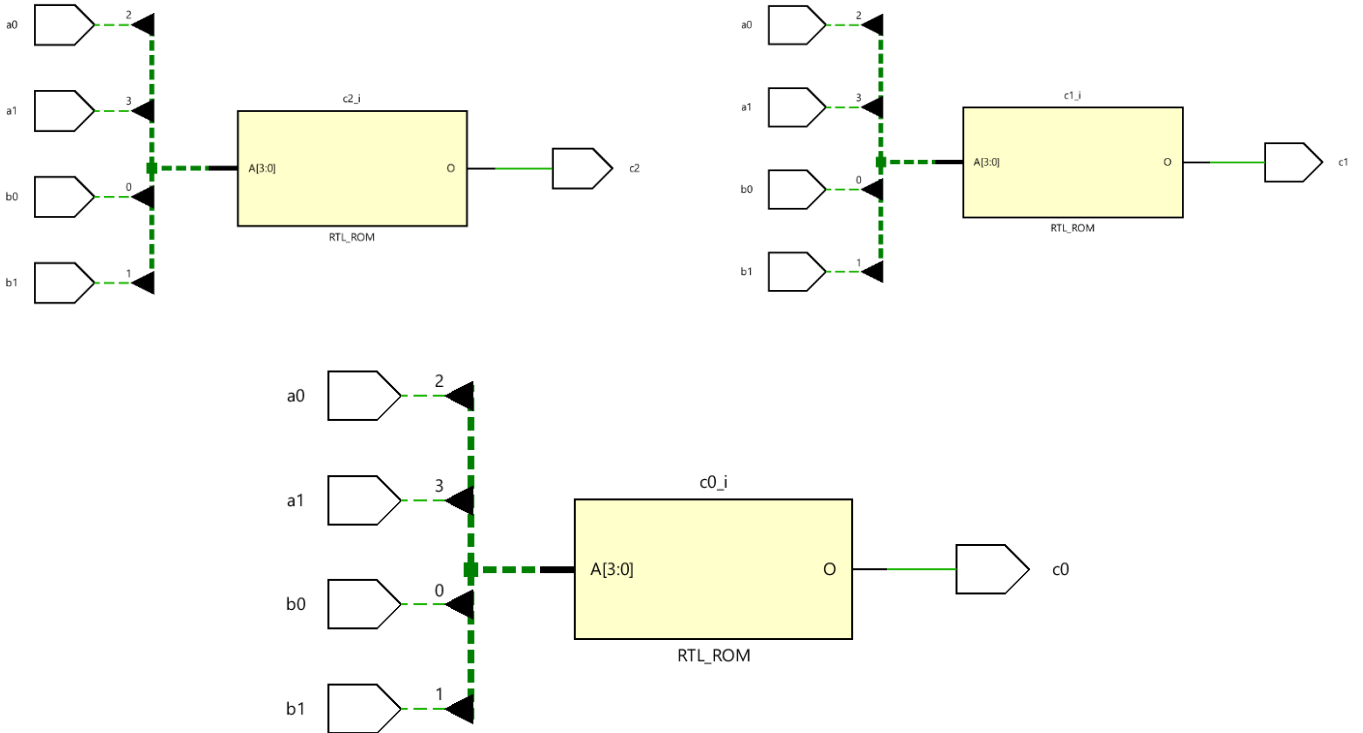 a0
2
a1
3
b0
0
b1
1
c2_i
A[3:0]
O
RTL_ROM
c2
a0
2
a1
3
b0
0
b1
1
c1_i
A[3:0]
O
RTL_ROM
c1
a0
2
a1
3
b0
0
b1
1
c0_i
A[3:0]
O
RTL_ROM
c0